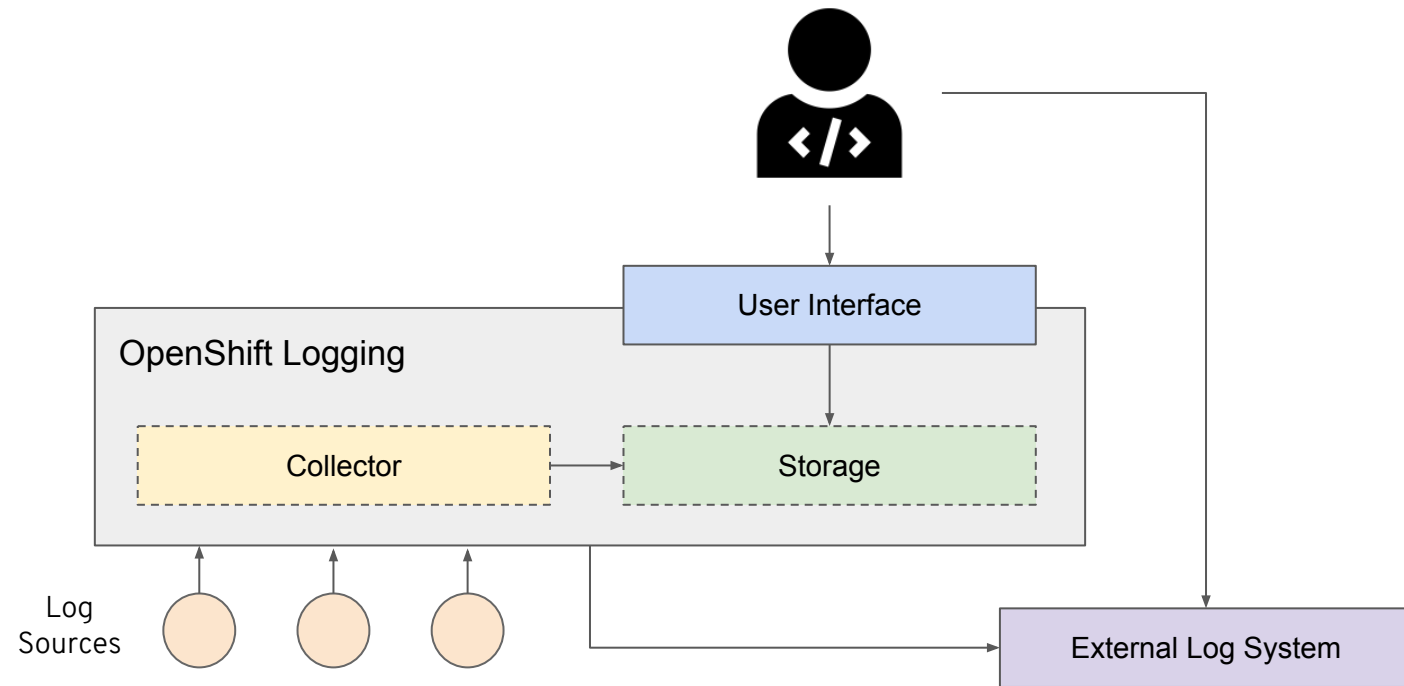 </>
User Interface
OpenShift Logging
Collector
Storage
Log
Sources
External Log System